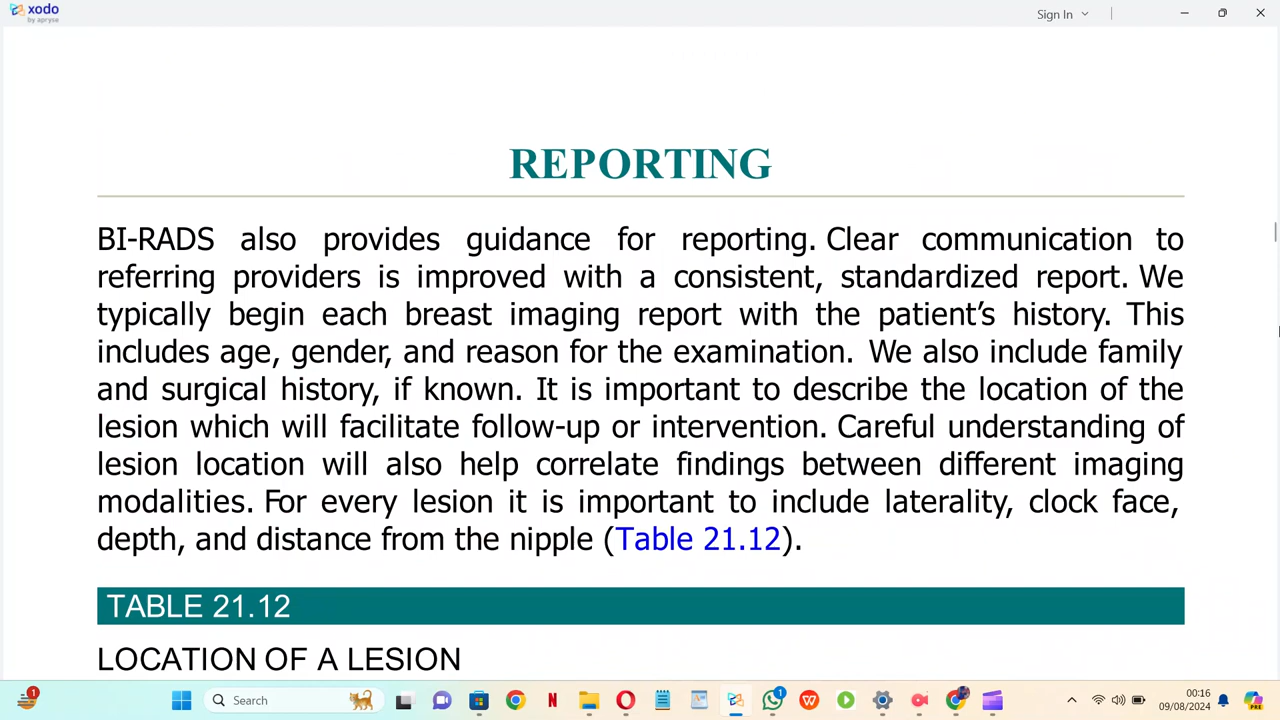 xodo
by apryse
Sign In
REPORTING
BI-RADS also provides guidance for reporting. Clear communication to
referring providers is improved with a consistent, standardized report. We
typically begin each breast imaging report with the patient’s history. This
includes age, gender, and reason for the examination. We also include family
and surgical history, if known. It is important to describe the location of the
lesion which will facilitate follow-up or intervention. Careful understanding of
lesion location will also help correlate findings between different imaging
modalities. For every lesion it is important to include laterality, clock face,
depth, and distance from the nipple (Table 21.12).
TABLE 21.12
LOCATION OF A LESION
1
Search
N
1
W
PRE
00:16
09/08/2024